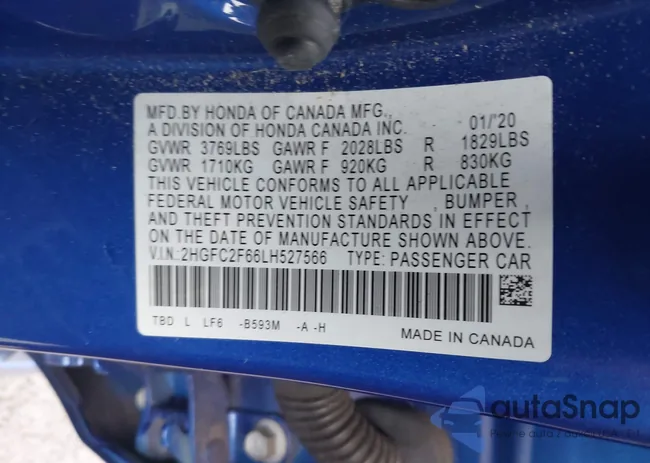 MFD.BY HONDA OF CANADA MFG.,
A DIVISION OF HONDA CANADA INC. 01/'20
GVWR 3769LBS GAWR F 2028LBS R 1829LBS
GVWR 1710KG GAWR F 920KG R 830KG
THIS VEHICLE CONFORMS TO ALL APPLICABLE
FEDERAL MOTOR VEHICLE SAFETY , BUMPER,
AND THEFT PREVENTION STANDARDS IN EFFECT
ON THE DATE OF MANUFACTURE SHOWN ABOVE.
V.I.N.:2HGFC2F66LH527566 TYPE: PASSENGER CAR
TBD L LF6 -B593M -A -H
MADE IN CANADA
autoSnap